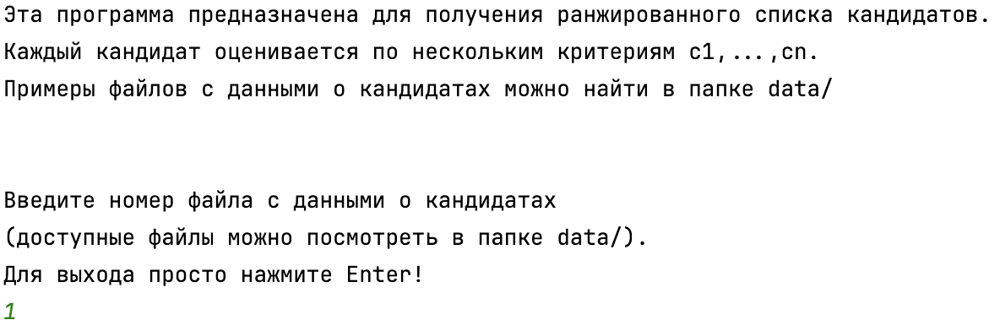 Эта программа предназначена для получения ранжированного списка кандидатов.
Каждый кандидат оценивается по нескольким критериям c1,...,cn.
Примеры файлов с данными о кандидатах можно найти в папке data/
Введите номер файла с данными о кандидатах
(доступные файлы можно посмотреть в папке data/).
Для выхода просто нажмите Enter!
1